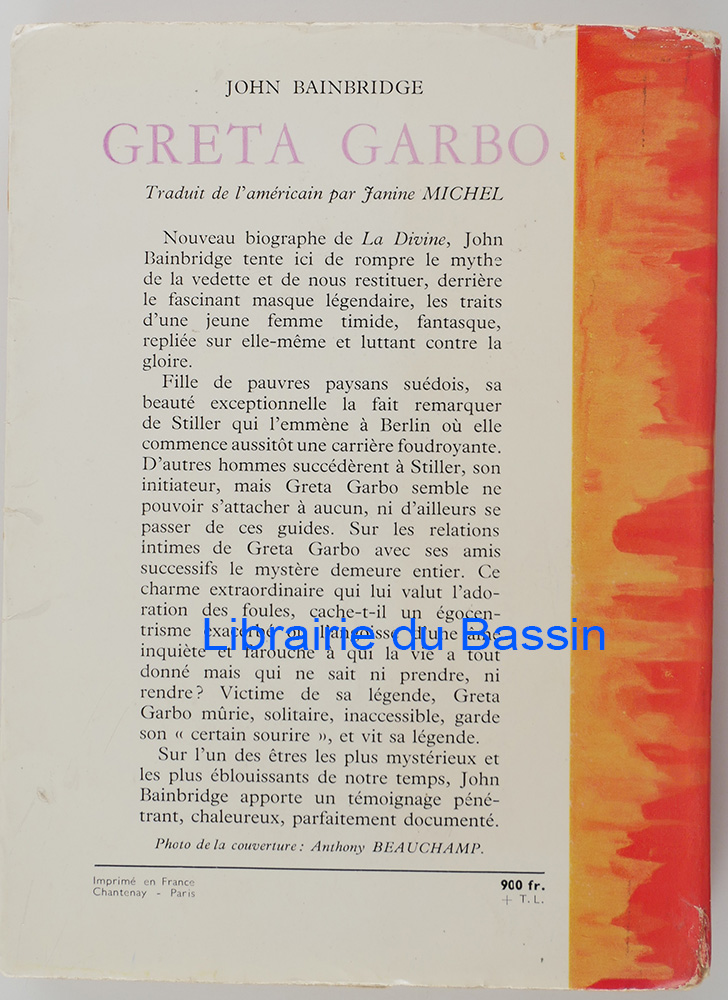 JOHN BAINBRIDGE
GRETA GARBO
Traduit de l'américain par Janine MICHEL
Nouveau biographe de La Divine, John
Bainbridge tente ici de rompre le mythe
de la vedette et de nous restituer, derrière
le fascinant masque légendaire, les traits
d'une jeune femme timide, fantasque,
repliée sur elle-même et luttant contre la
gloire.
Fille de pauvres paysans suédois, sa
beauté exceptionnelle la fait remarquer
de Stiller qui l'emmène à Berlin où elle
commence aussitôt une carrière foudroyante.
D'autres hommes succédèrent à Stiller, son
initiateur, mais Greta Garbo semble ne
pouvoir s'attacher à aucun, ni d'ailleurs se
passer de ces guides. Sur les relations
intimes de Greta Garbo avec ses amis
successifs le mystère demeure entier. Ce
charme extraordinaire qui lui valut l'ado-
ration des foules, cache-t-il un égocen-
trisme exacerbé ou l'angoisse d'une âme
inquiète et farouche à qui la vie a tout
donné mais qui ne sait ni prendre, ni
rendre? Victime de sa légende, Greta
Garbo mûrie, solitaire, inaccessible, garde
son « certain sourire », et vit sa légende.
Sur l'un des êtres les plus mystérieux et
les plus éblouissants de notre temps, John
Bainbridge apporte un témoignage péné-
trant, chaleureux, parfaitement documenté.
Photo de la couverture : Anthony BEAUCHAMP.
Imprimé en France
Chantenay - Paris
900 fr.
+ T.L.
Librairie du Bassin